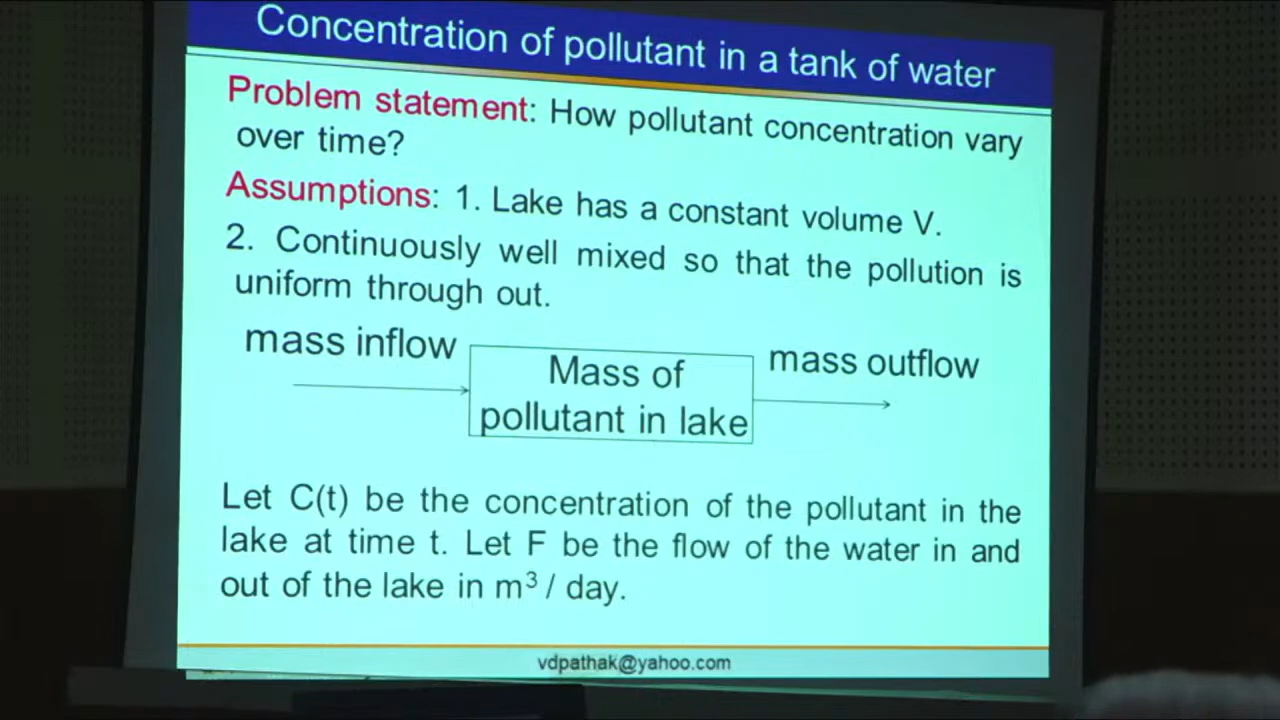 Concentration of pollutant in a tank of water
Problem statement: How pollutant concentration vary
over time?
Assumptions: 1. Lake has a constant volume V.
2. Continuously well mixed so that the pollution is
uniform through out.
mass inflow
Mass of
pollutant in lake
mass outflow
Let C(t) be the concentration of the pollutant in the
lake at time t. Let F be the flow of the water in and
out of the lake in m³ / day.
vdpathak@yahoo.com